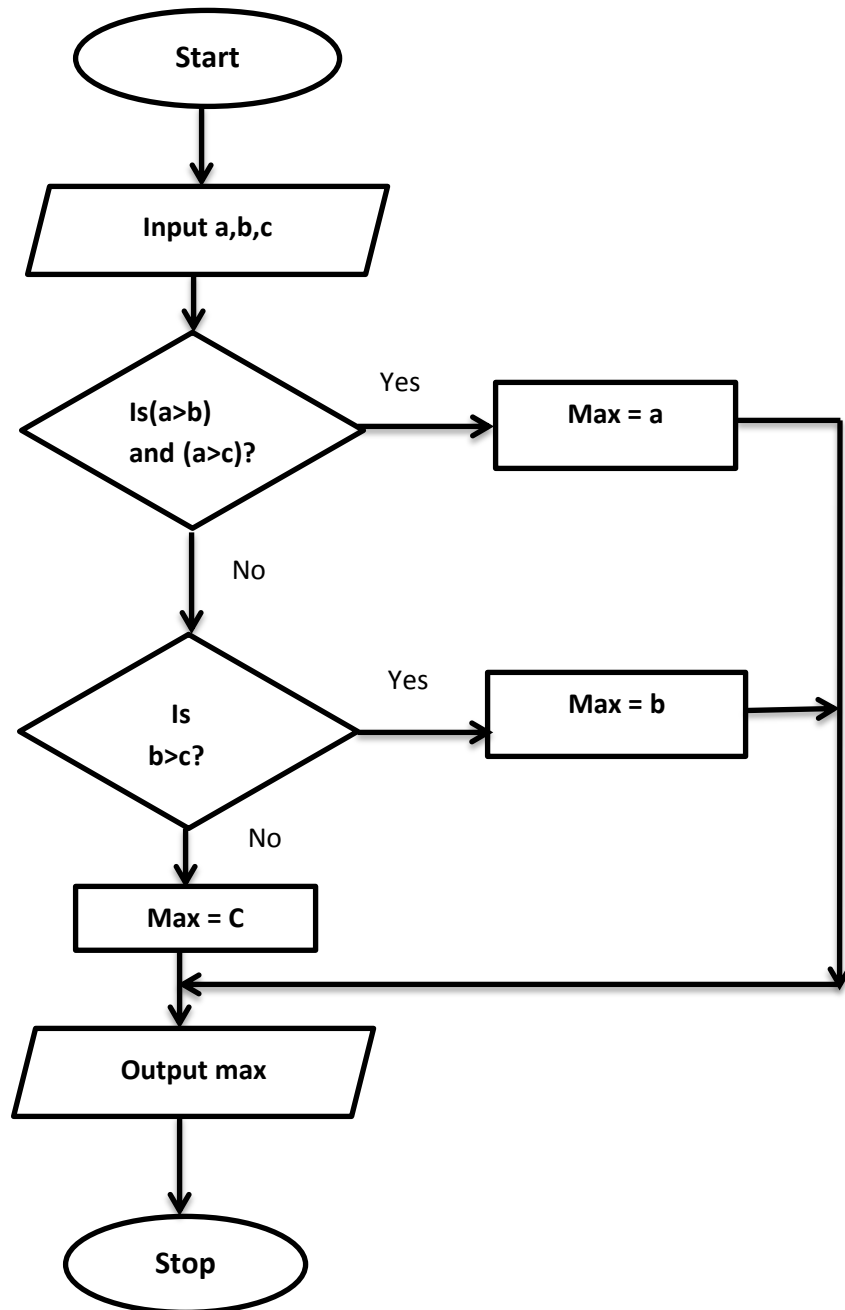 Start
Input a,b,c
Is(a>b)
and (a>c)?
Yes
Max = a
No
Is
b>c?
Yes
Max = b
No
Max = C
Output max
Stop